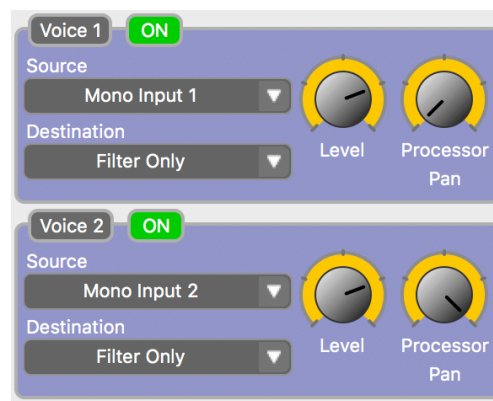 Voice 1 ON
Source
Mono Input 1
Destination
Filter Only
Level
Processor
Pan
Voice 2 ON
Source
Mono Input 2
Destination
Filter Only
Level
Processor
Pan